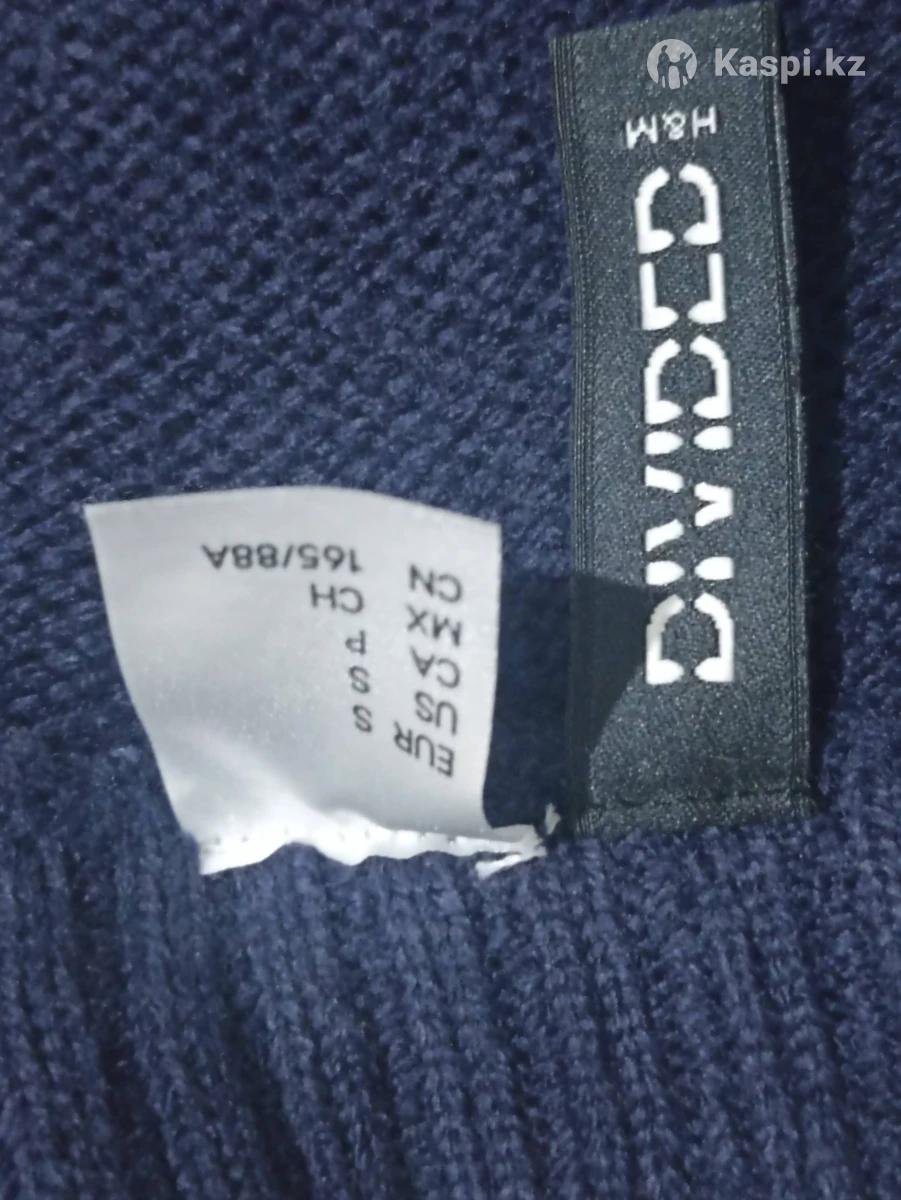 Kaspi.kz
H&M
DIVIDED
EUR S
US S
CA P
MX CH
CN 165/88A